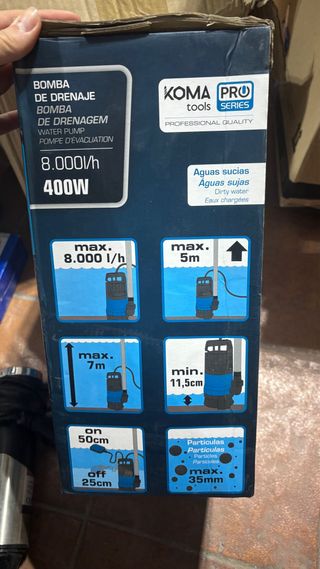 BOMBA
DE DRENAJE
BOMBA
DE DRENAGEM
WATER PUMP
POMPE D'ÉVACUATION
8.000l/h
400W
KOMA
tools
PRO
SERIES
PROFESSIONAL QUALITY
Aguas sucias
Águas sujas
Dirty water
Eaux chargées
max.
8.000 l/h
max.
5m
max.
7m
min.
11,5cm
on
50cm
off
25cm
Partículas
Partículas
Particles
Particules
max.
35mm